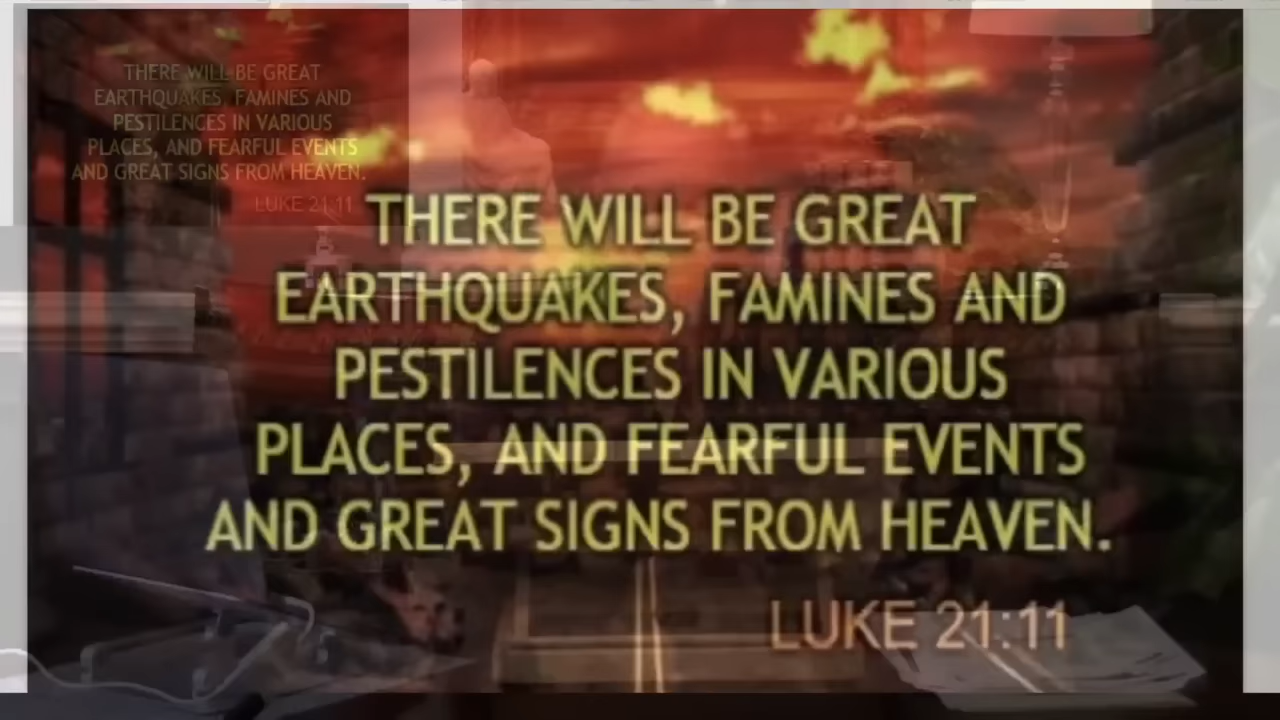 THERE WILL BE GREAT
EARTHQUAKES, FAMINES AND
PESTILENCES IN VARIOUS
PLACES, AND FEARFUL EVENTS
AND GREAT SIGNS FROM HEAVEN.
LUKE 21:11
THERE WILL BE GREAT
EARTHQUAKES, FAMINES AND
PESTILENCES IN VARIOUS
PLACES, AND FEARFUL EVENTS
AND GREAT SIGNS FROM HEAVEN.
LUKE 21:11